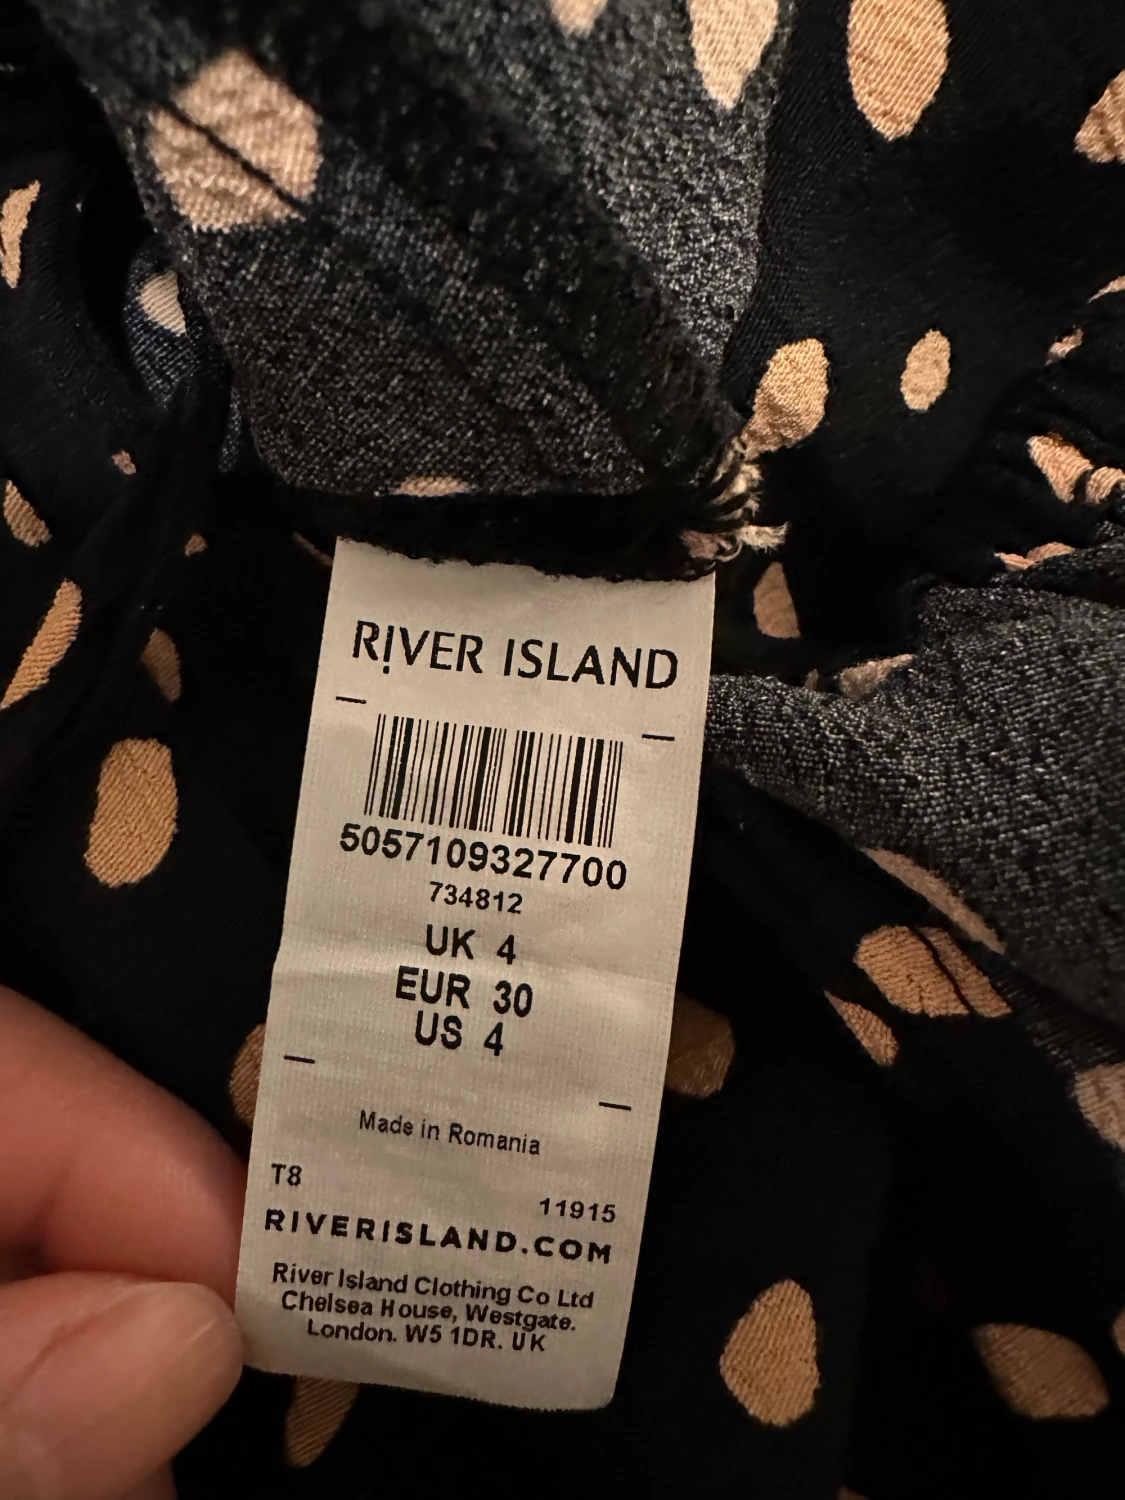 RIVER ISLAND
5057109327700
734812
UK 4
EUR 30
US 4
Made in Romania
T8
11915
RIVERISLAND.COM
River Island Clothing Co Ltd
Chelsea House, Westgate.
London. W5 1DR. UK